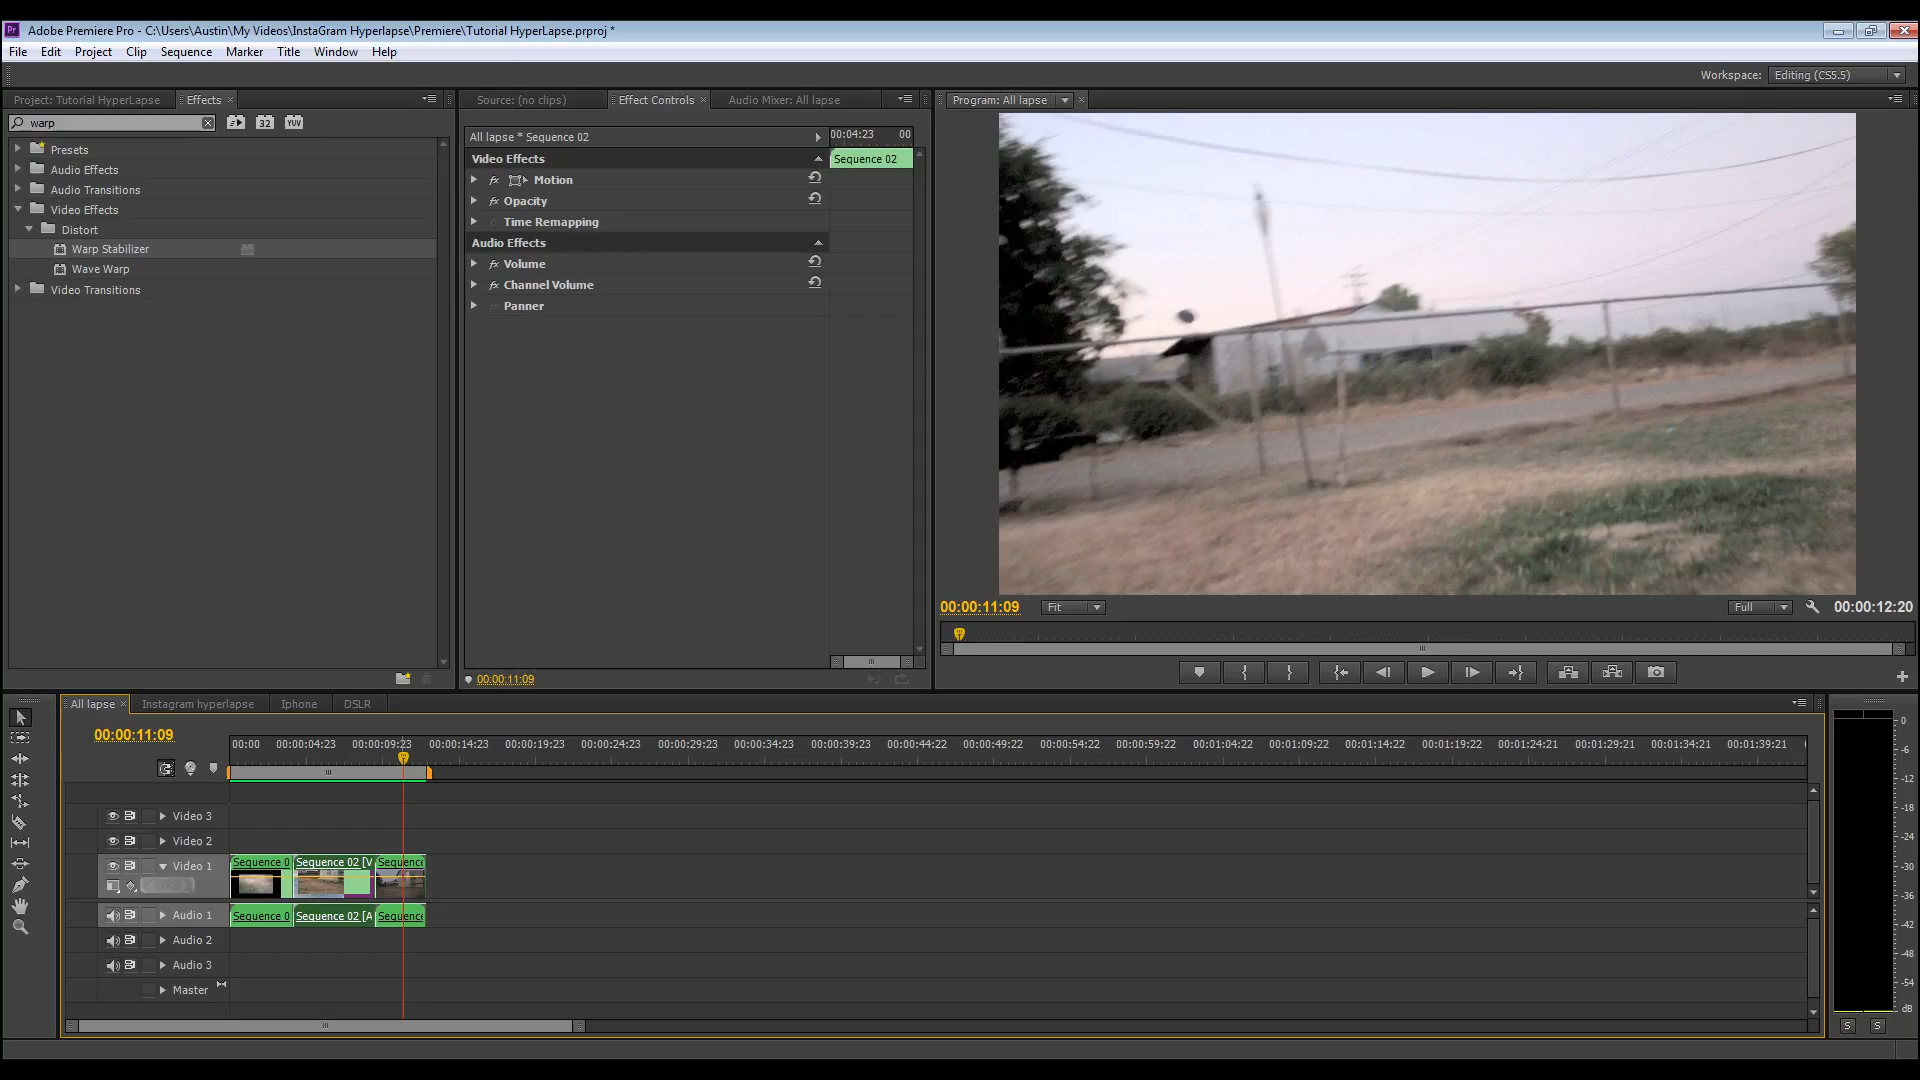 Pr Adobe Premiere Pro - C:\Users\Austin\My Videos\InstaGram Hyperlapse\Premiere\Tutorial HyperLapse.prproj *
File Edit Project Clip Sequence Marker Title Window Help
Workspace: Editing (CS5.5)
Project: Tutorial HyperLapse Effects
Source: (no clips) Effect Controls Audio Mixer: All lapse
Program: All lapse
warp 32 YUV
Presets
Audio Effects
Audio Transitions
Video Effects
Distort
Warp Stabilizer
Wave Warp
Video Transitions
All lapse * Sequence 02
00:04:23 00
Video Effects
Sequence 02
fx Motion
fx Opacity
Time Remapping
Audio Effects
fx Volume
fx Channel Volume
Panner
00:00:11:09
00:00:11:09 Fit Full 00:00:12:20
All lapse Instagram hyperlapse Iphone DSLR
00:00:11:09
00:00 00:00:04:23 00:00:09:23 00:00:14:23 00:00:19:23 00:00:24:23 00:00:29:23 00:00:34:23 00:00:39:23 00:00:44:22 00:00:49:22 00:00:54:22 00:00:59:22 00:01:04:22 00:01:09:22 00:01:14:22 00:01:19:22 00:01:24:21 00:01:29:21 00:01:34:21 00:01:39:21
Video 3
Video 2
Video 1
Sequence 0 Sequence 02 [V Sequence
Audio 1
Sequence 0 Sequence 02 [A Sequence
Audio 2
Audio 3
Master
0
-6
-12
-18
-24
-30
-36
-42
-48
-54
dB
S S